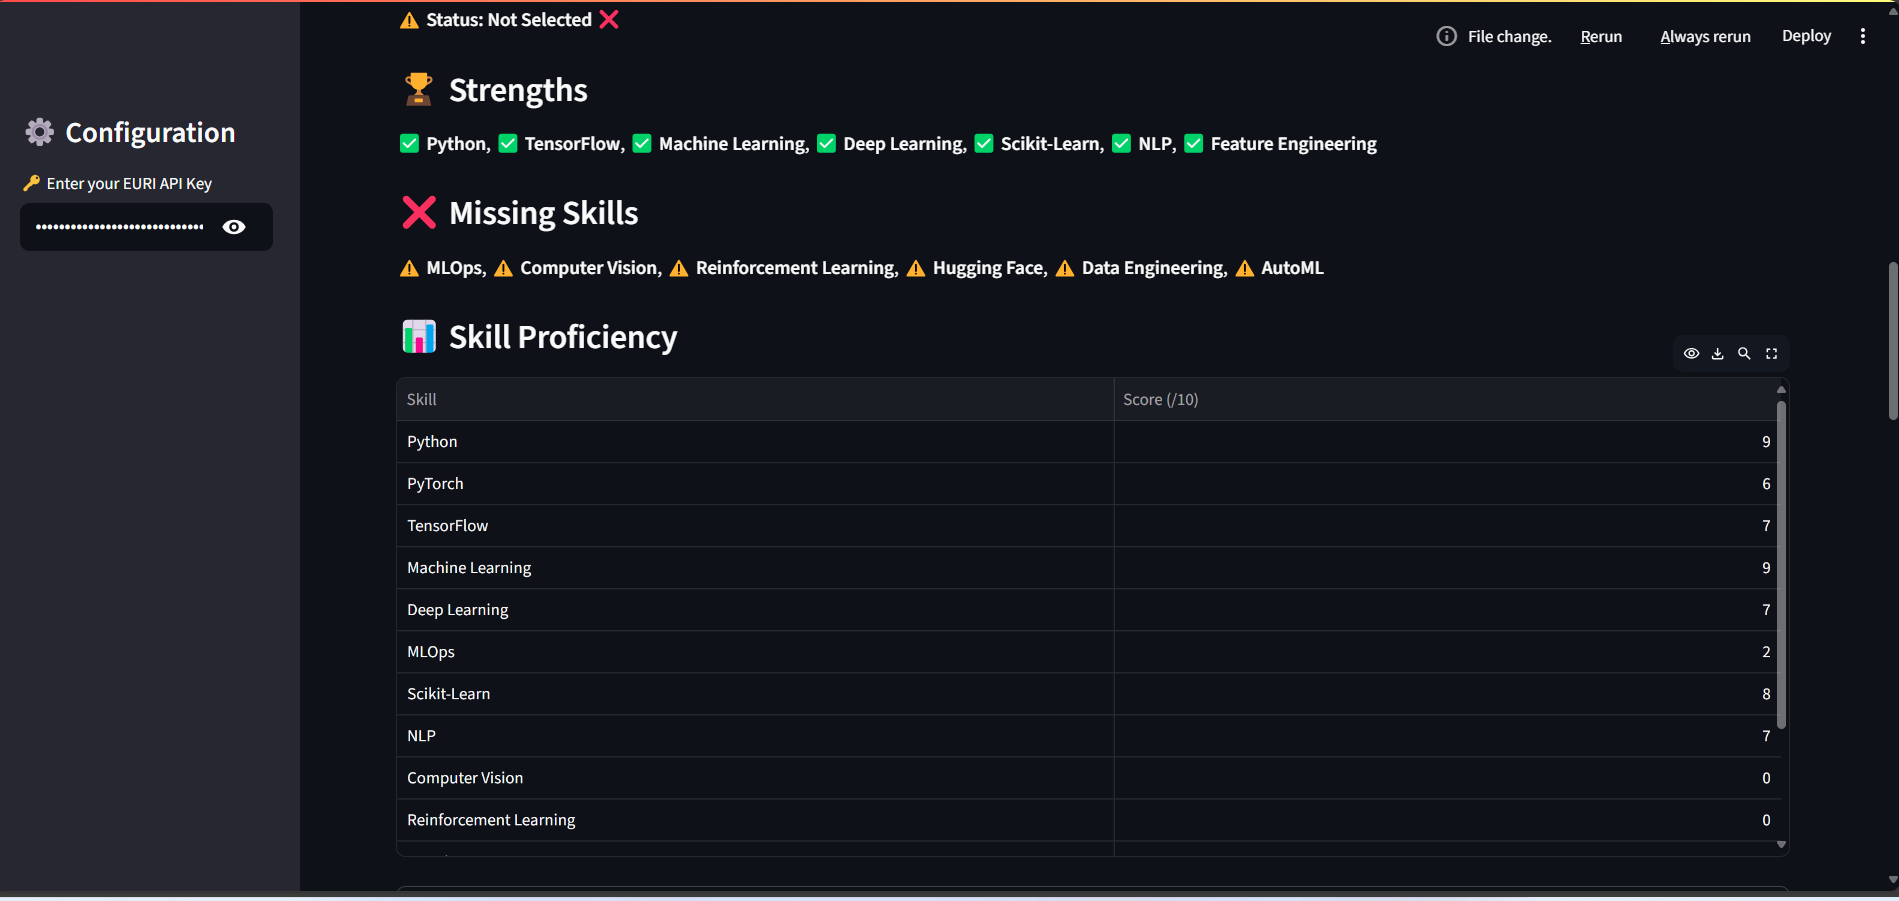 ⚠️ Status: Not Selected ❌
File change. Rerun Always rerun Deploy
Configuration
Enter your EURI API Key
🏆 Strengths
✅ Python, ✅ TensorFlow, ✅ Machine Learning, ✅ Deep Learning, ✅ Scikit-Learn, ✅ NLP, ✅ Feature Engineering
❌ Missing Skills
⚠️ MLOps, ⚠️ Computer Vision, ⚠️ Reinforcement Learning, ⚠️ Hugging Face, ⚠️ Data Engineering, ⚠️ AutoML
📊 Skill Proficiency
Skill Score (/10)
Python 9
PyTorch 6
TensorFlow 7
Machine Learning 9
Deep Learning 7
MLOps 2
Scikit-Learn 8
NLP 7
Computer Vision 0
Reinforcement Learning 0